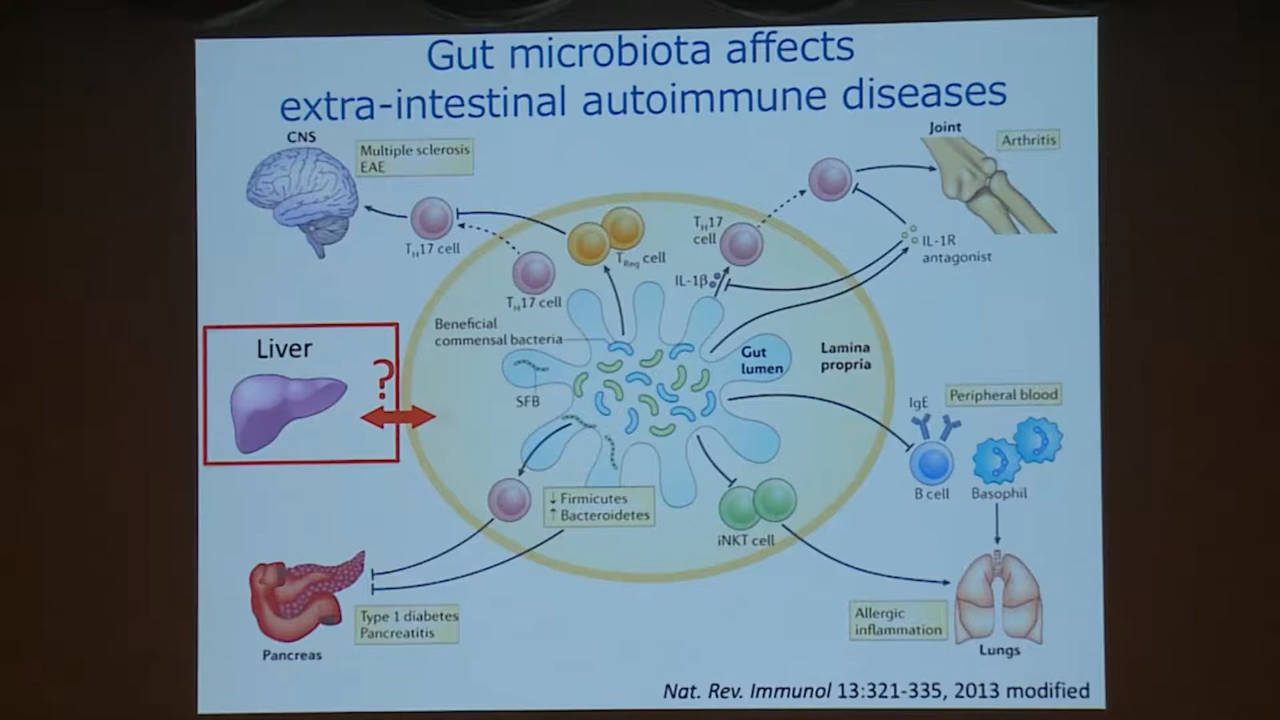 Gut microbiota affects
extra-intestinal autoimmune diseases
CNS
Multiple sclerosis
EAE
Joint
Arthritis
TH17 cell
TH17 cell
TReg cell
TH17
cell
IL-1β
IL-1R
antagonist
Beneficial
commensal bacteria
SFB
Gut
lumen
Lamina
propria
Liver
?
IgE
Peripheral blood
B cell
Basophil
↓ Firmicutes
↑ Bacteroidetes
iNKT cell
Type 1 diabetes
Pancreatitis
Pancreas
Allergic
inflammation
Lungs
Nat. Rev. Immunol 13:321-335, 2013 modified